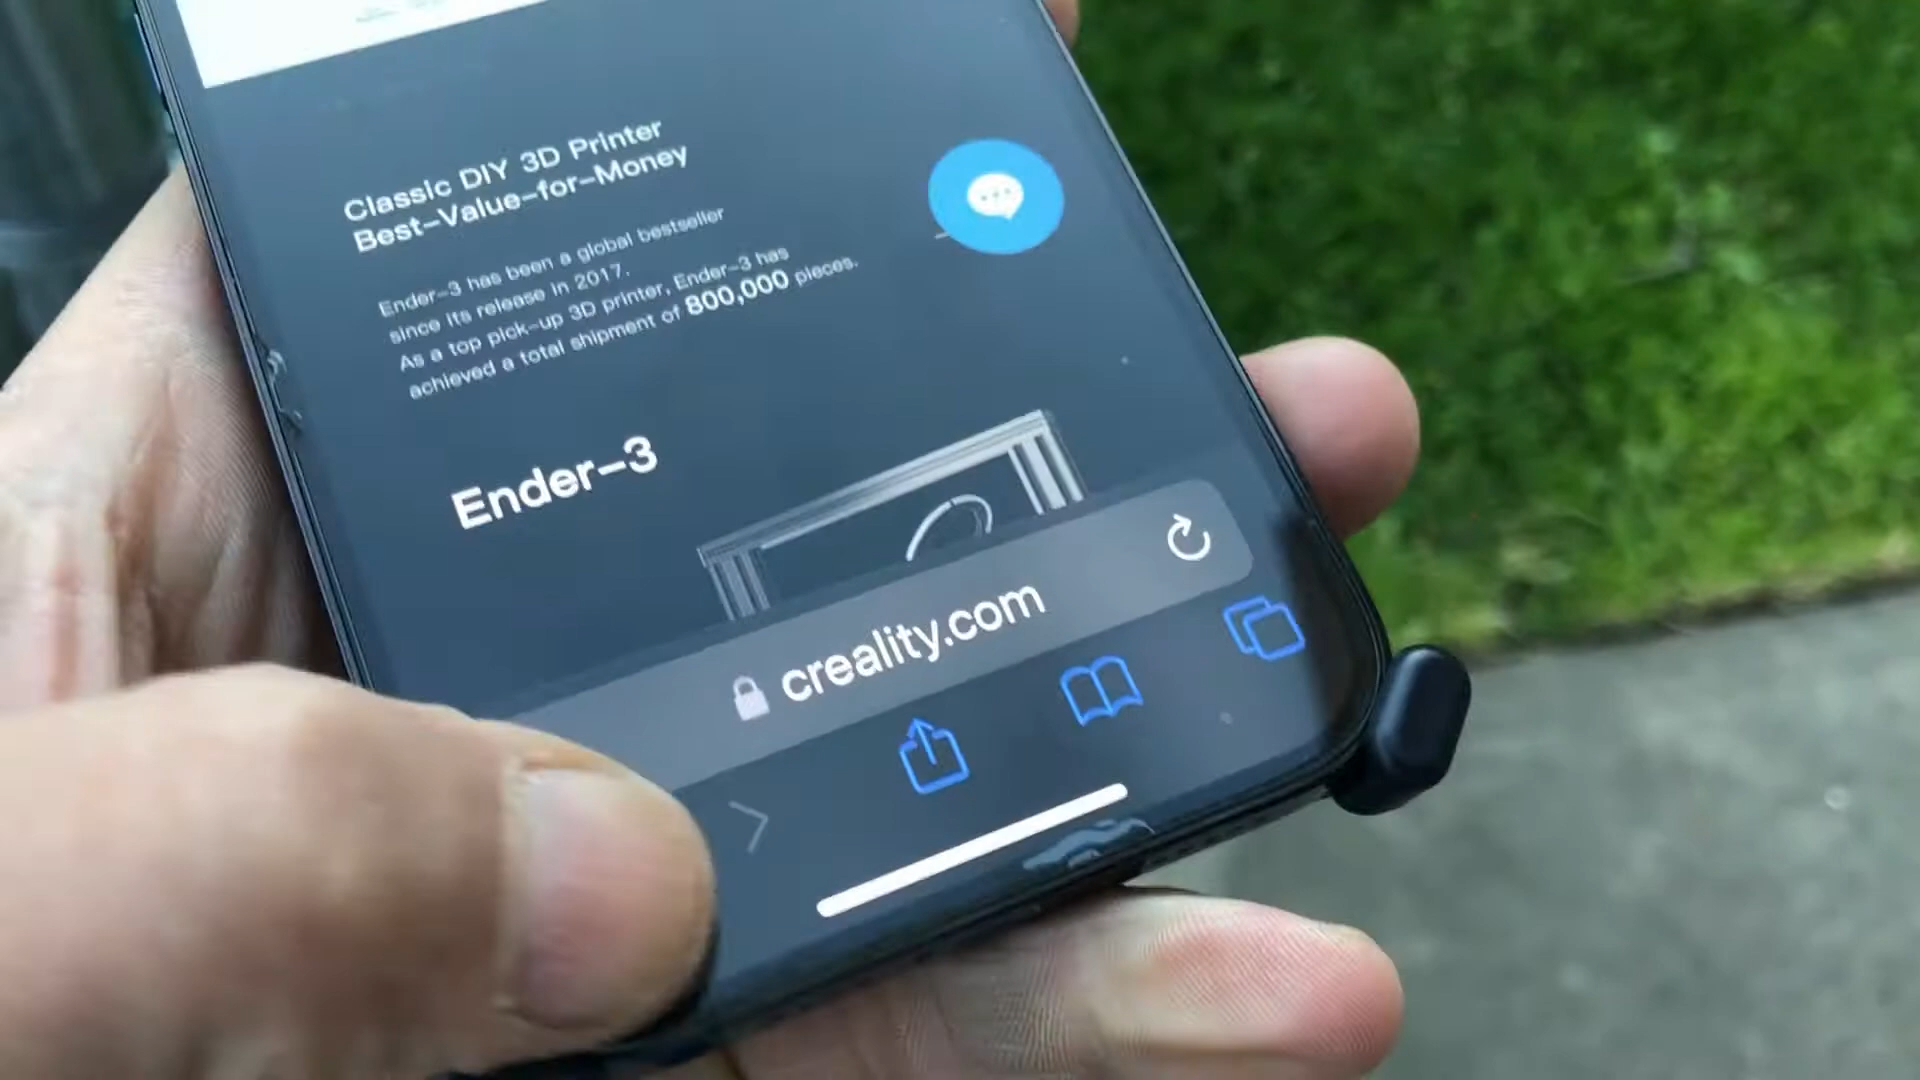 Classic DIY 3D Printer
Best-Value-for-Money
Ender-3 has been a global bestseller
since its release in 2017.
As a top pick-up 3D printer, Ender-3 has
achieved a total shipment of 800,000 pieces.
Ender-3
creality.com